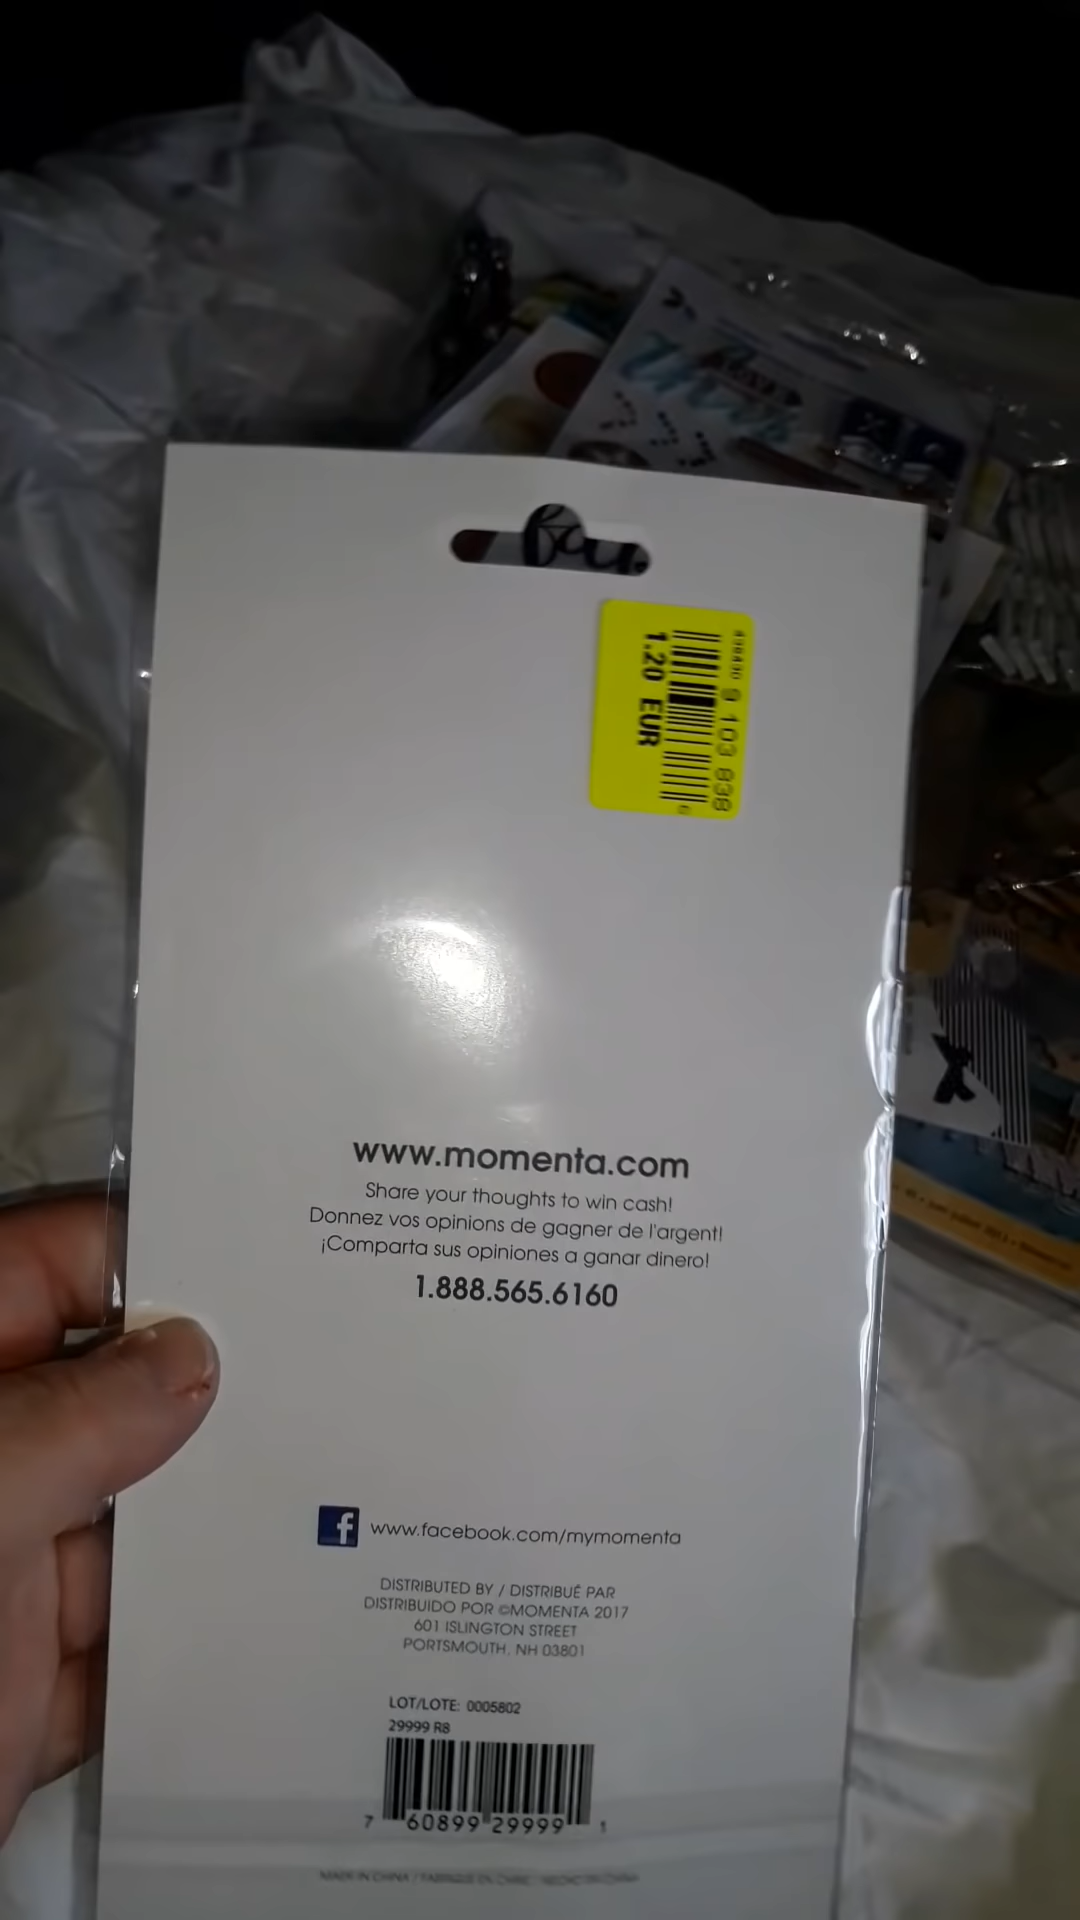 you.
1.20 EUR
9 103 838
0
www.momenta.com
Share your thoughts to win cash!
Donnez vos opinions de gagner de l'argent!
¡Comparta sus opiniones a ganar dinero!
1.888.565.6160
f www.facebook.com/mymomenta
DISTRIBUTED BY / DISTRIBUÉ PAR
DISTRIBUIDO POR ©MOMENTA 2017
601 ISLINGTON STREET
PORTSMOUTH, NH 03801
LOT/LOTE: 0005802
29999 R8
7 60899 29999 1
MADE IN CHINA /